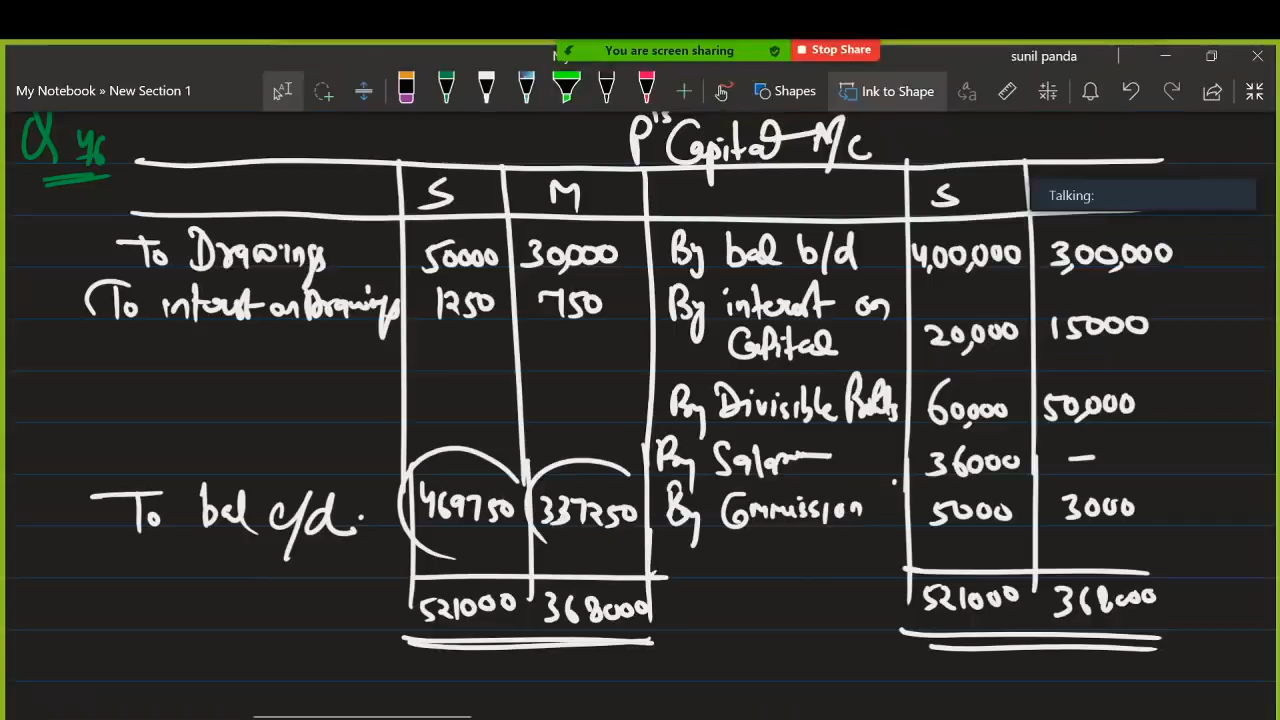 You are screen sharing
Stop Share
sunil panda
My Notebook » New Section 1
Shapes
Ink to Shape
Q 46
P's Capital A/c
S M S
Talking:
To Drawings 50000 30,000 By bal b/d 4,00,000 3,00,000
To interest on Drawings 1250 750 By interest on
Capital 20,000 15000
By Divisible Profits 60,000 50,000
By Salary 36000 –
To bal c/d. 469750 337250 By Commission 5000 3000
521000 368000 521000 368000